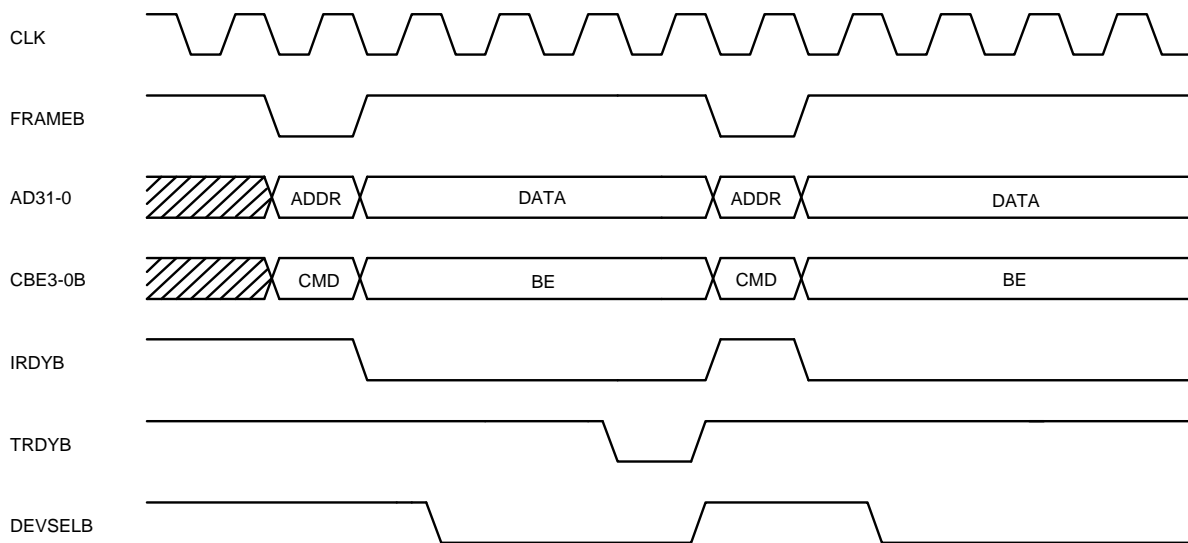 CLK
FRAMEB
AD31-0 ADDR DATA ADDR DATA
CBE3-0B CMD BE CMD BE
IRDYB
TRDYB
DEVSELB